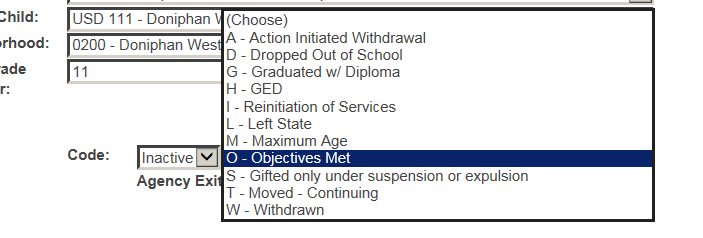 Child:
USD 111 - Doniphan W
orhood:
0200 - Doniphan West
rade
11
r:
(Choose)
A - Action Initiated Withdrawal
D - Dropped Out of School
G - Graduated w/ Diploma
H - GED
I - Reinitiation of Services
L - Left State
M - Maximum Age
O - Objectives Met
S - Gifted only under suspension or expulsion
T - Moved - Continuing
W - Withdrawn
Code:
Inactive
Agency Exit